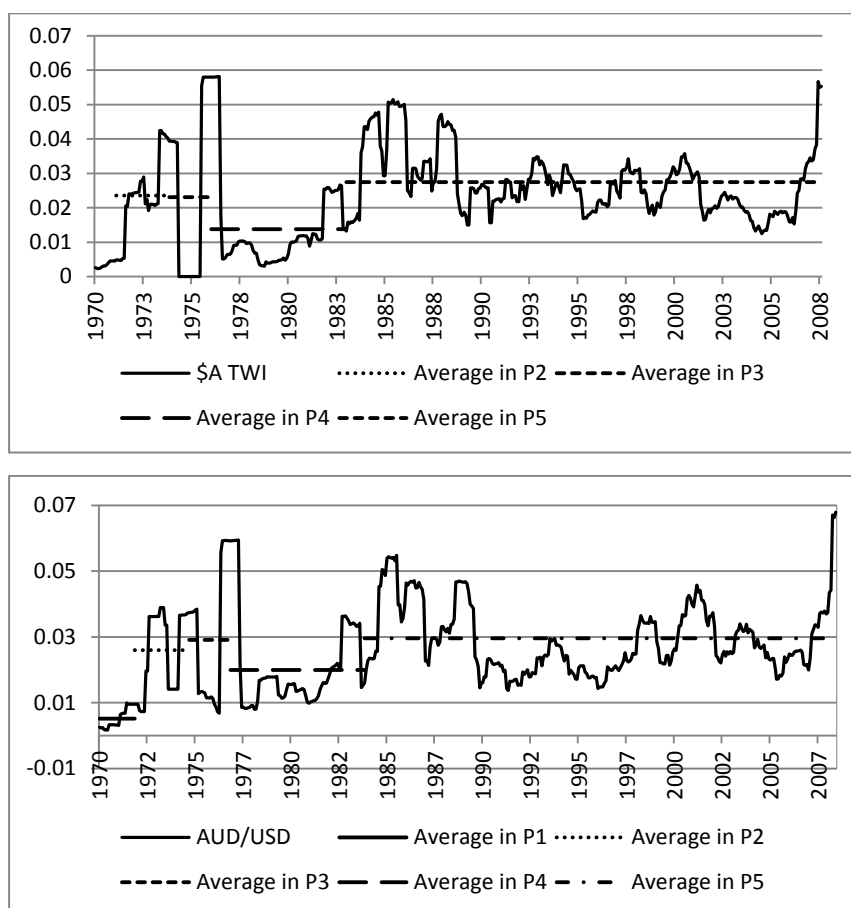 0.07
0.06
0.05
0.04
0.03
0.02
0.01
0
1970 1973 1975 1978 1980 1983 1985 1988 1990 1993 1995 1998 2000 2003 2005 2008
$A TWI Average in P2 Average in P3
Average in P4 Average in P5
0.07
0.05
0.03
0.01
-0.01
1970 1972 1975 1977 1980 1982 1985 1987 1990 1992 1995 1997 2000 2002 2005 2007
AUD/USD Average in P1 Average in P2
Average in P3 Average in P4 Average in P5